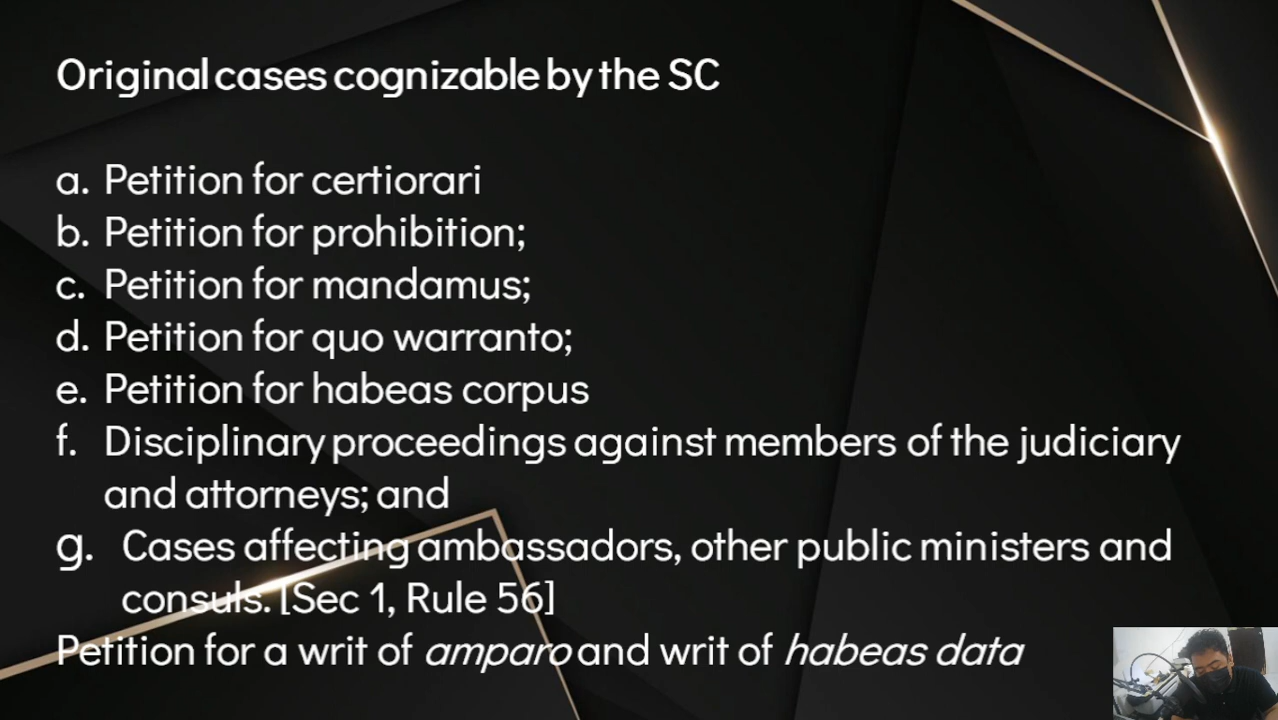 Original cases cognizable by the SC
a. Petition for certiorari
b. Petition for prohibition;
c. Petition for mandamus;
d. Petition for quo warranto;
e. Petition for habeas corpus
f. Disciplinary proceedings against members of the judiciary
and attorneys; and
g. Cases affecting ambassadors, other public ministers and
consuls. [Sec 1, Rule 56]
Petition for a writ of amparo and writ of habeas data